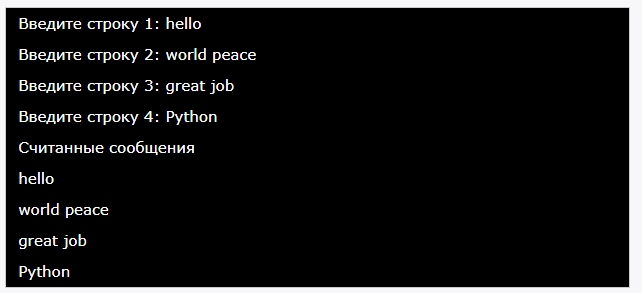 Введите строку 1: hello
Введите строку 2: world peace
Введите строку 3: great job
Введите строку 4: Python
Считанные сообщения
hello
world peace
great job
Python